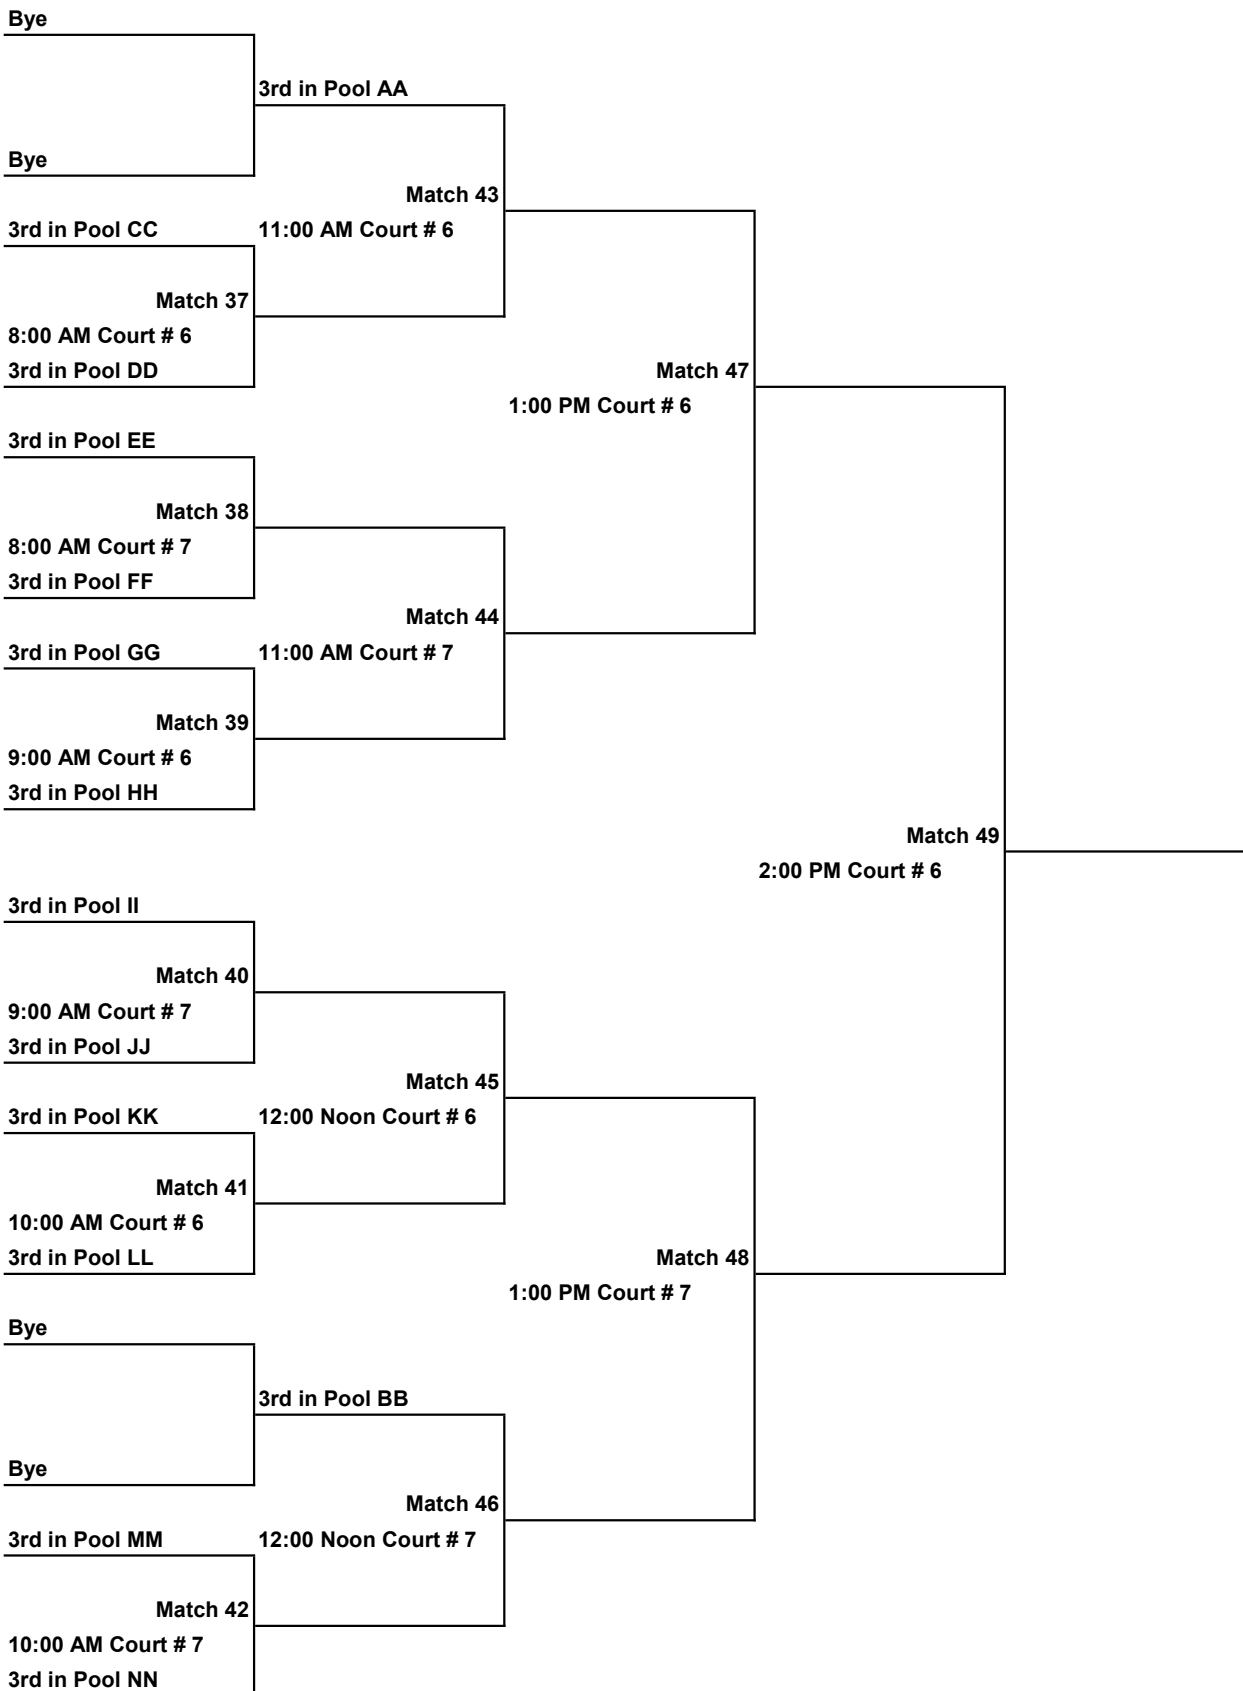 Bye
3rd in Pool AA
Bye
Match 43
3rd in Pool CC
11:00 AM Court # 6
Match 37
8:00 AM Court # 6
3rd in Pool DD
Match 47
1:00 PM Court # 6
3rd in Pool EE
Match 38
8:00 AM Court # 7
3rd in Pool FF
Match 44
3rd in Pool GG
11:00 AM Court # 7
Match 39
9:00 AM Court # 6
3rd in Pool HH
Match 49
2:00 PM Court # 6
3rd in Pool II
Match 40
9:00 AM Court # 7
3rd in Pool JJ
Match 45
3rd in Pool KK
12:00 Noon Court # 6
Match 41
10:00 AM Court # 6
3rd in Pool LL
Match 48
1:00 PM Court # 7
Bye
3rd in Pool BB
Bye
Match 46
3rd in Pool MM
12:00 Noon Court # 7
Match 42
10:00 AM Court # 7
3rd in Pool NN